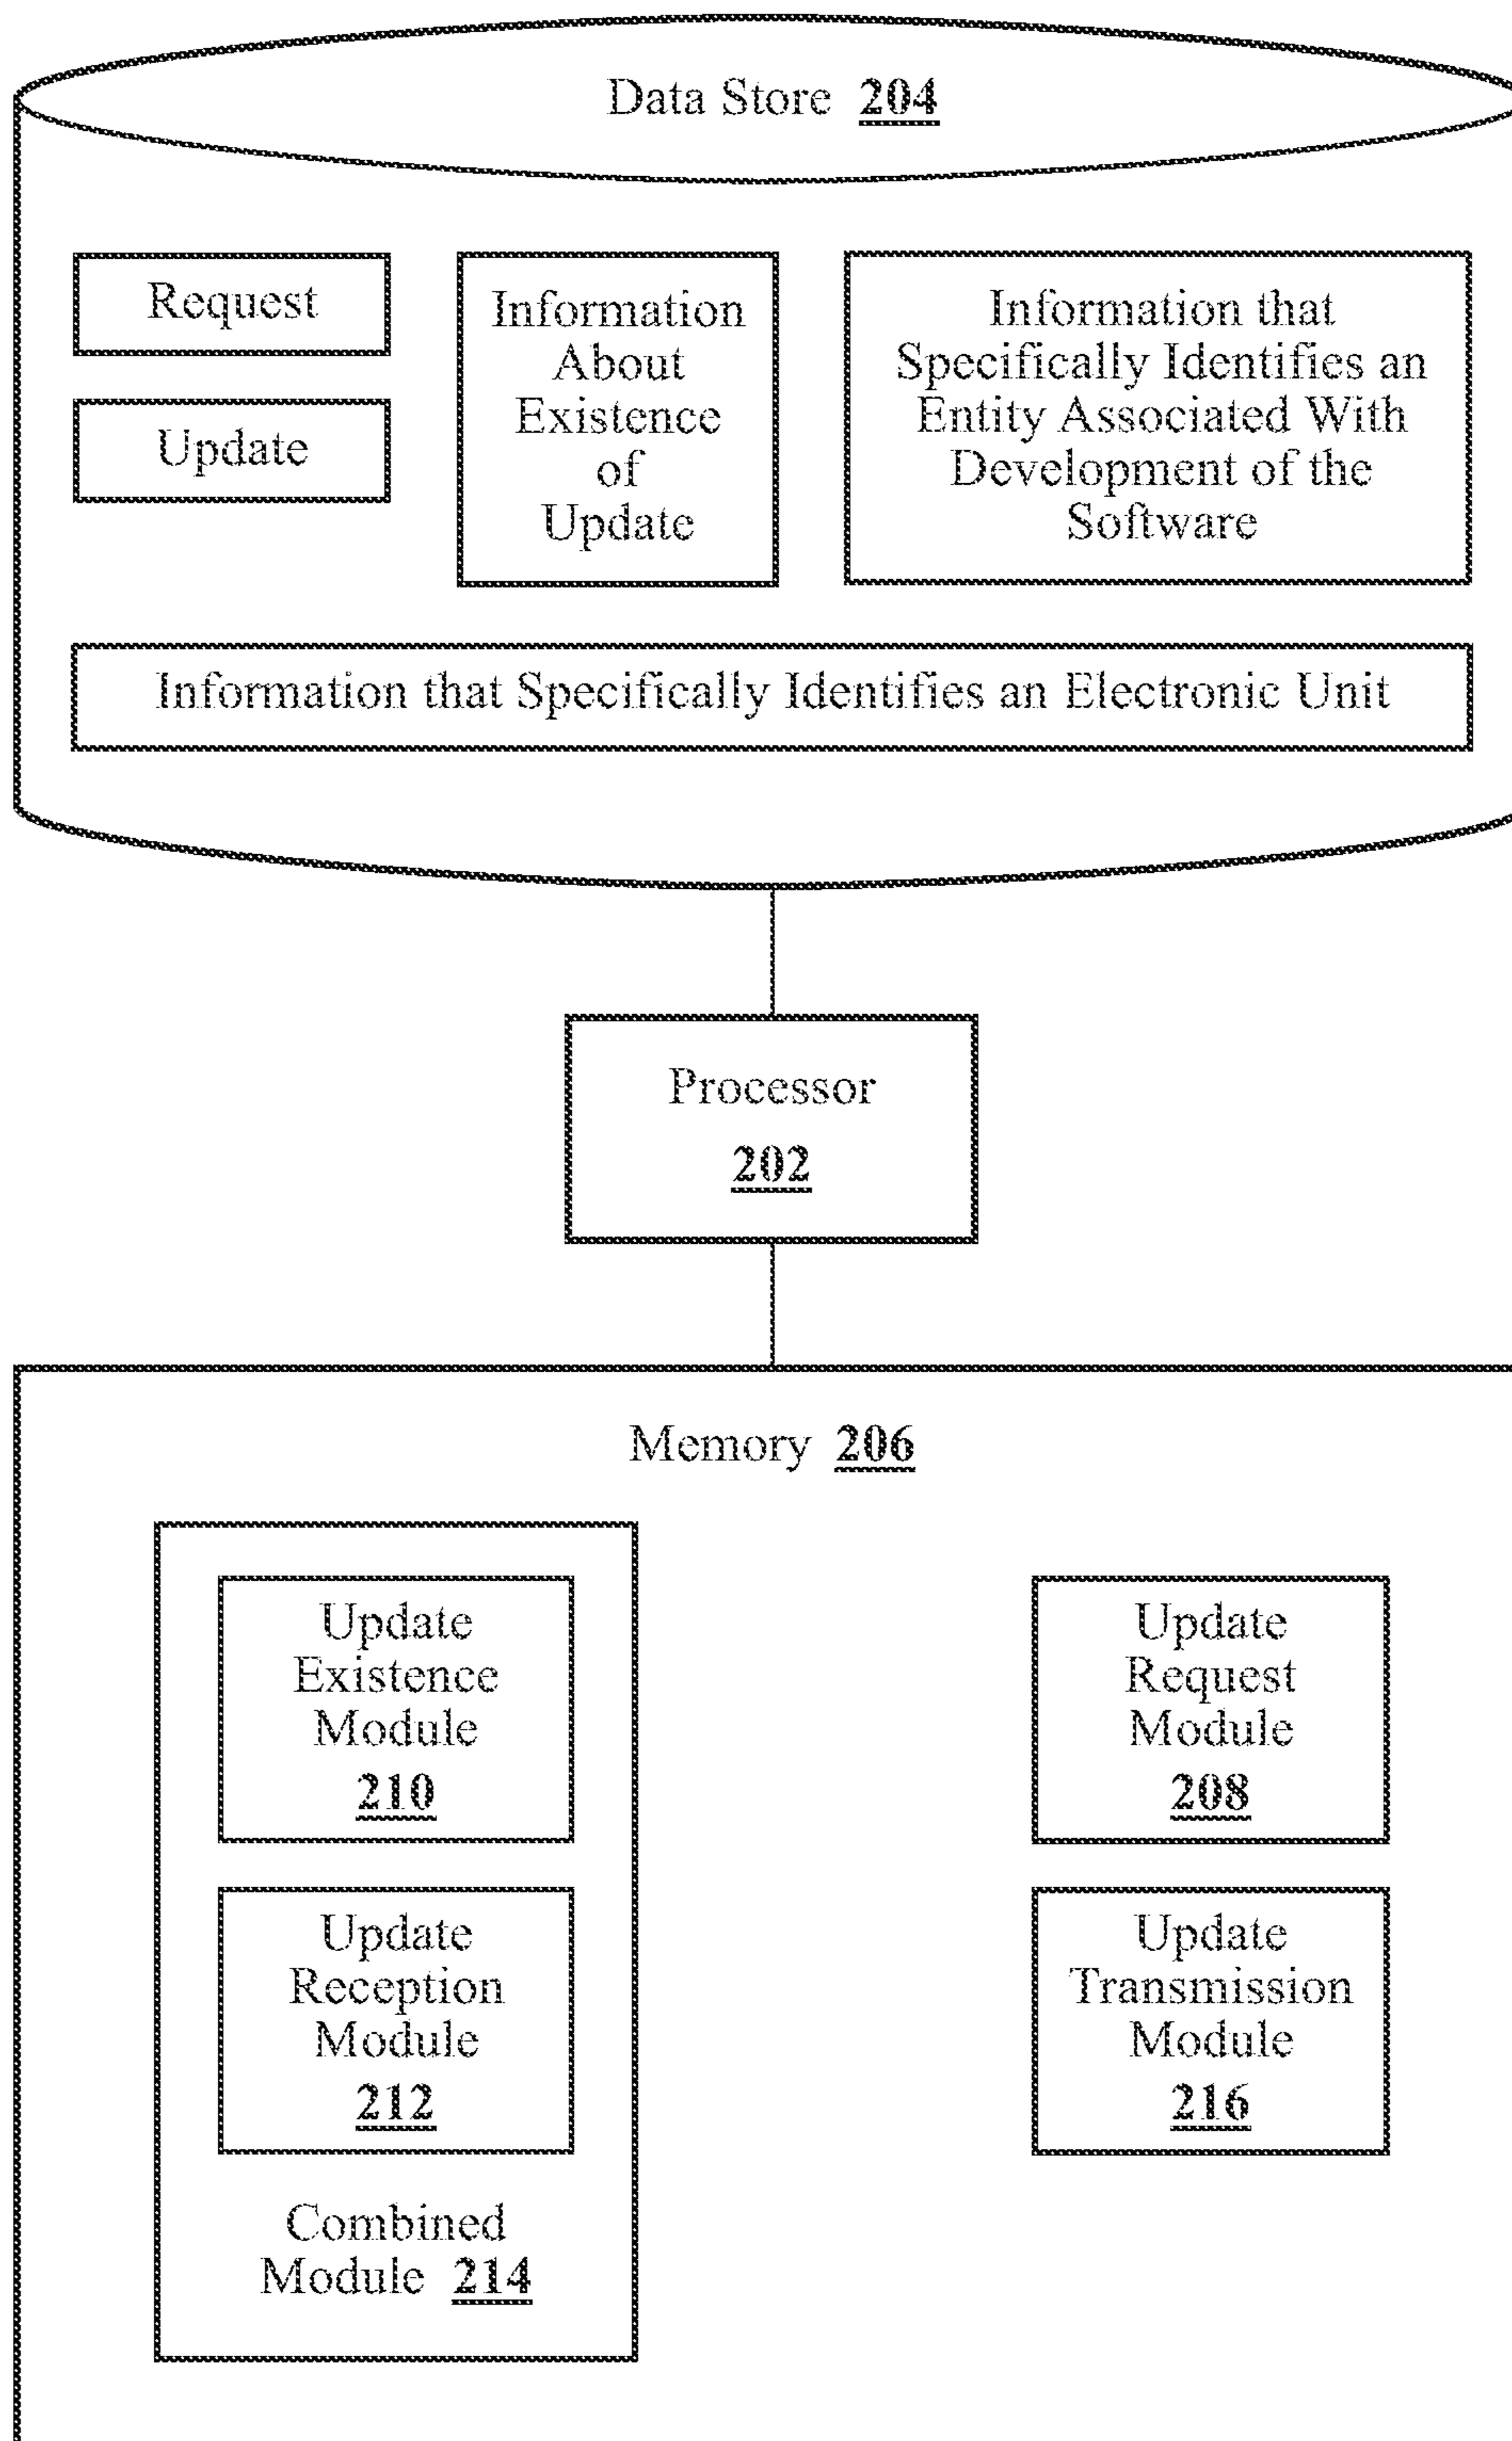 Data Store 204
Request
Update
Information
About
Existence
of
Update
Information that
Specifically Identifies an
Entity Associated With
Development of the
Software
Information that Specifically Identifies an Electronic Unit
Processor
202
Memory 206
Update
Existence
Module
210
Update
Reception
Module
212
Combined
Module 214
Update
Request
Module
208
Update
Transmission
Module
216